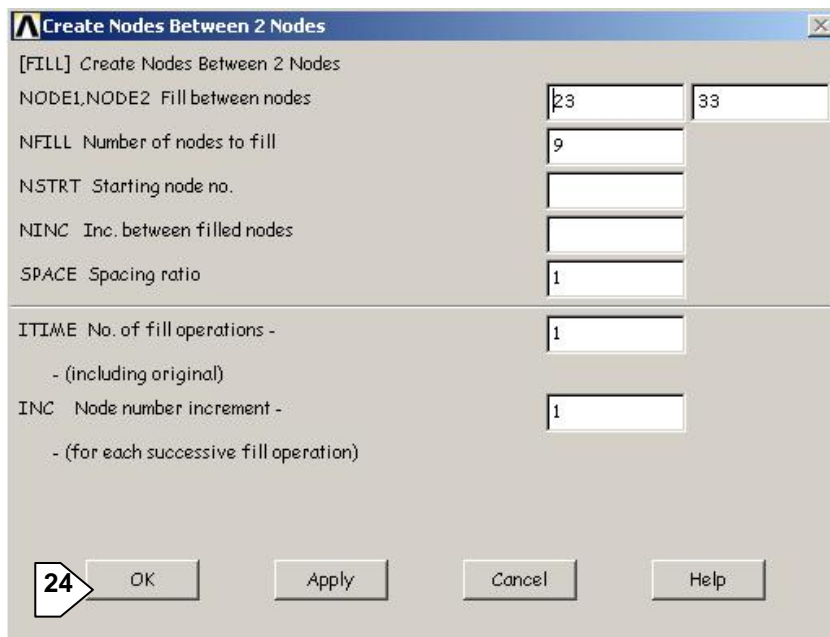 Create Nodes Between 2 Nodes
[FILL] Create Nodes Between 2 Nodes
NODE1,NODE2 Fill between nodes 23 33
NFILL Number of nodes to fill 9
NSTRT Starting node no.
NINC Inc. between filled nodes
SPACE Spacing ratio 1
ITIME No. of fill operations - 1
- (including original)
INC Node number increment - 1
- (for each successive fill operation)
24 OK Apply Cancel Help